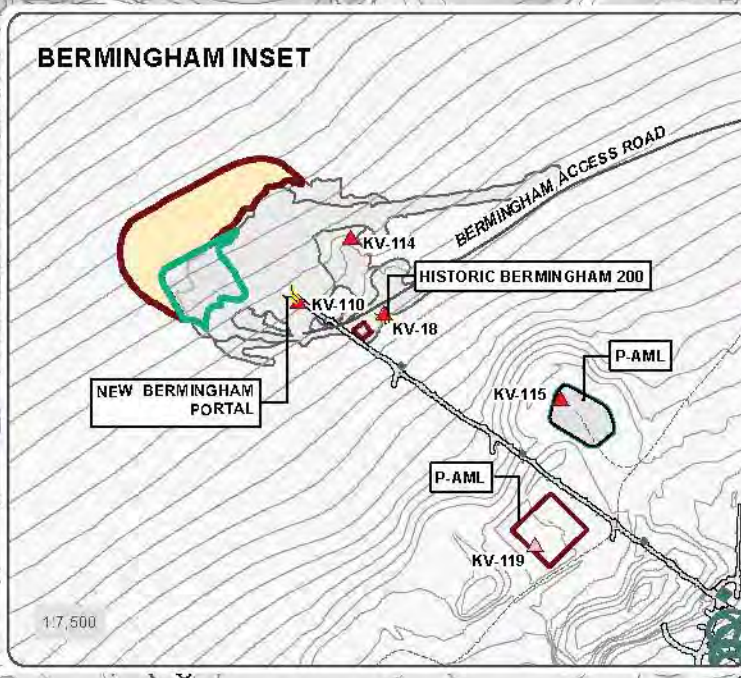 BERMINGHAM INSET
BERMINGHAM ACCESS ROAD
KV-114
HISTORIC BERMINGHAM 200
KV-110
KV-18
P-AML
NEW BERMINGHAM
PORTAL
KV-115
P-AML
KV-119
1:7,500